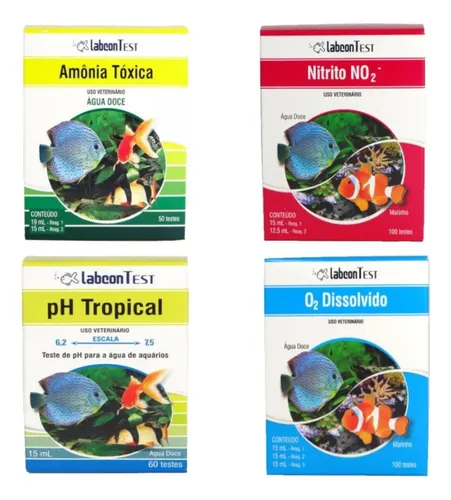 labconTEST
Amônia Tóxica
USO VETERINÁRIO
ÁGUA DOCE
CONTEÚDO
15 mL - Reag. 2
50 testes
labconTEST
Nitrito NO2-
USO VETERINÁRIO
Água Doce
Marinho
CONTEÚDO
15 mL - Reag. 1
12.5 mL - Reag. 2
100 testes
labconTEST
pH Tropical
USO VETERINÁRIO
6,2 ESCALA 7,5
Teste de pH para a água de aquários
15 mL
Água Doce
60 testes
labconTEST
O2 Dissolvido
USO VETERINÁRIO
Água Doce
Marinho
CONTEÚDO
15 mL - Reag. 1
15 mL - Reag. 2
15 mL - Reag. 3
100 testes